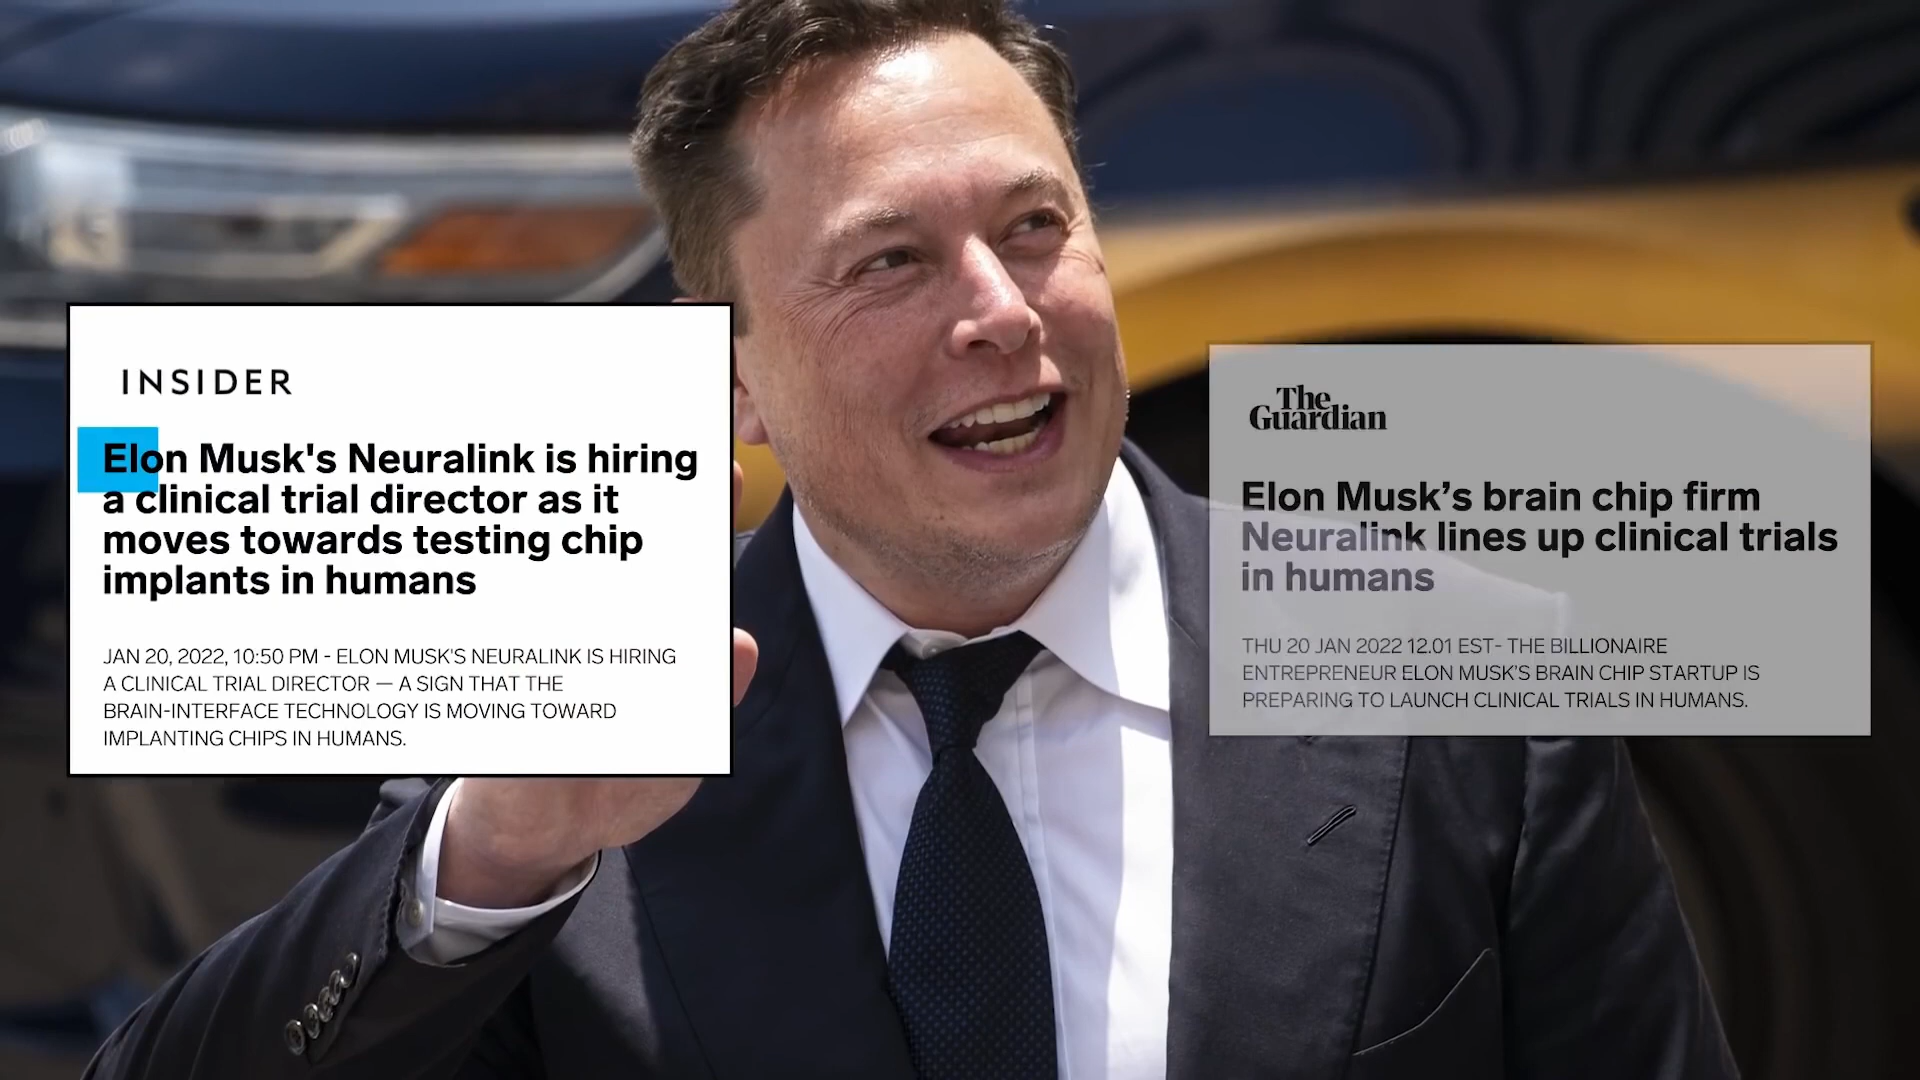 INSIDER
Elon Musk's Neuralink is hiring
a clinical trial director as it
moves towards testing chip
implants in humans
JAN 20, 2022, 10:50 PM - ELON MUSK'S NEURALINK IS HIRING
A CLINICAL TRIAL DIRECTOR — A SIGN THAT THE
BRAIN-INTERFACE TECHNOLOGY IS MOVING TOWARD
IMPLANTING CHIPS IN HUMANS.
The
Guardian
Elon Musk’s brain chip firm
Neuralink lines up clinical trials
in humans
THU 20 JAN 2022 12.01 EST- THE BILLIONAIRE
ENTREPRENEUR ELON MUSK’S BRAIN CHIP STARTUP IS
PREPARING TO LAUNCH CLINICAL TRIALS IN HUMANS.